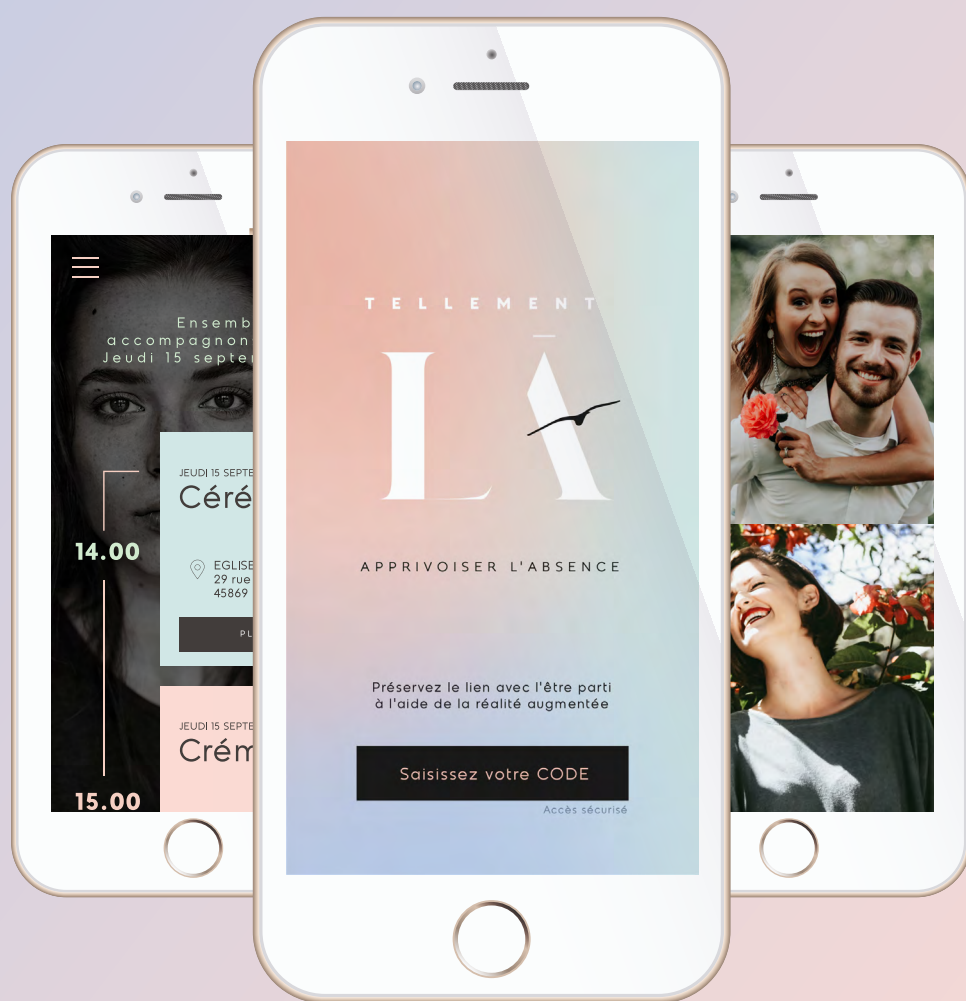 Ensemb
accompagnon
Jeudi 15 septe
JEUDI 15 SEPTE
Céré
14.00
EGLISE
29 rue
45869
PL
JEUDI 15 SEPTE
Crém
15.00
TELLEMENT
LĀ
APPRIVOISER L'ABSENCE
Préservez le lien avec l'être parti
à l'aide de la réalité augmentée
Saisissez votre CODE
Accès sécurisé